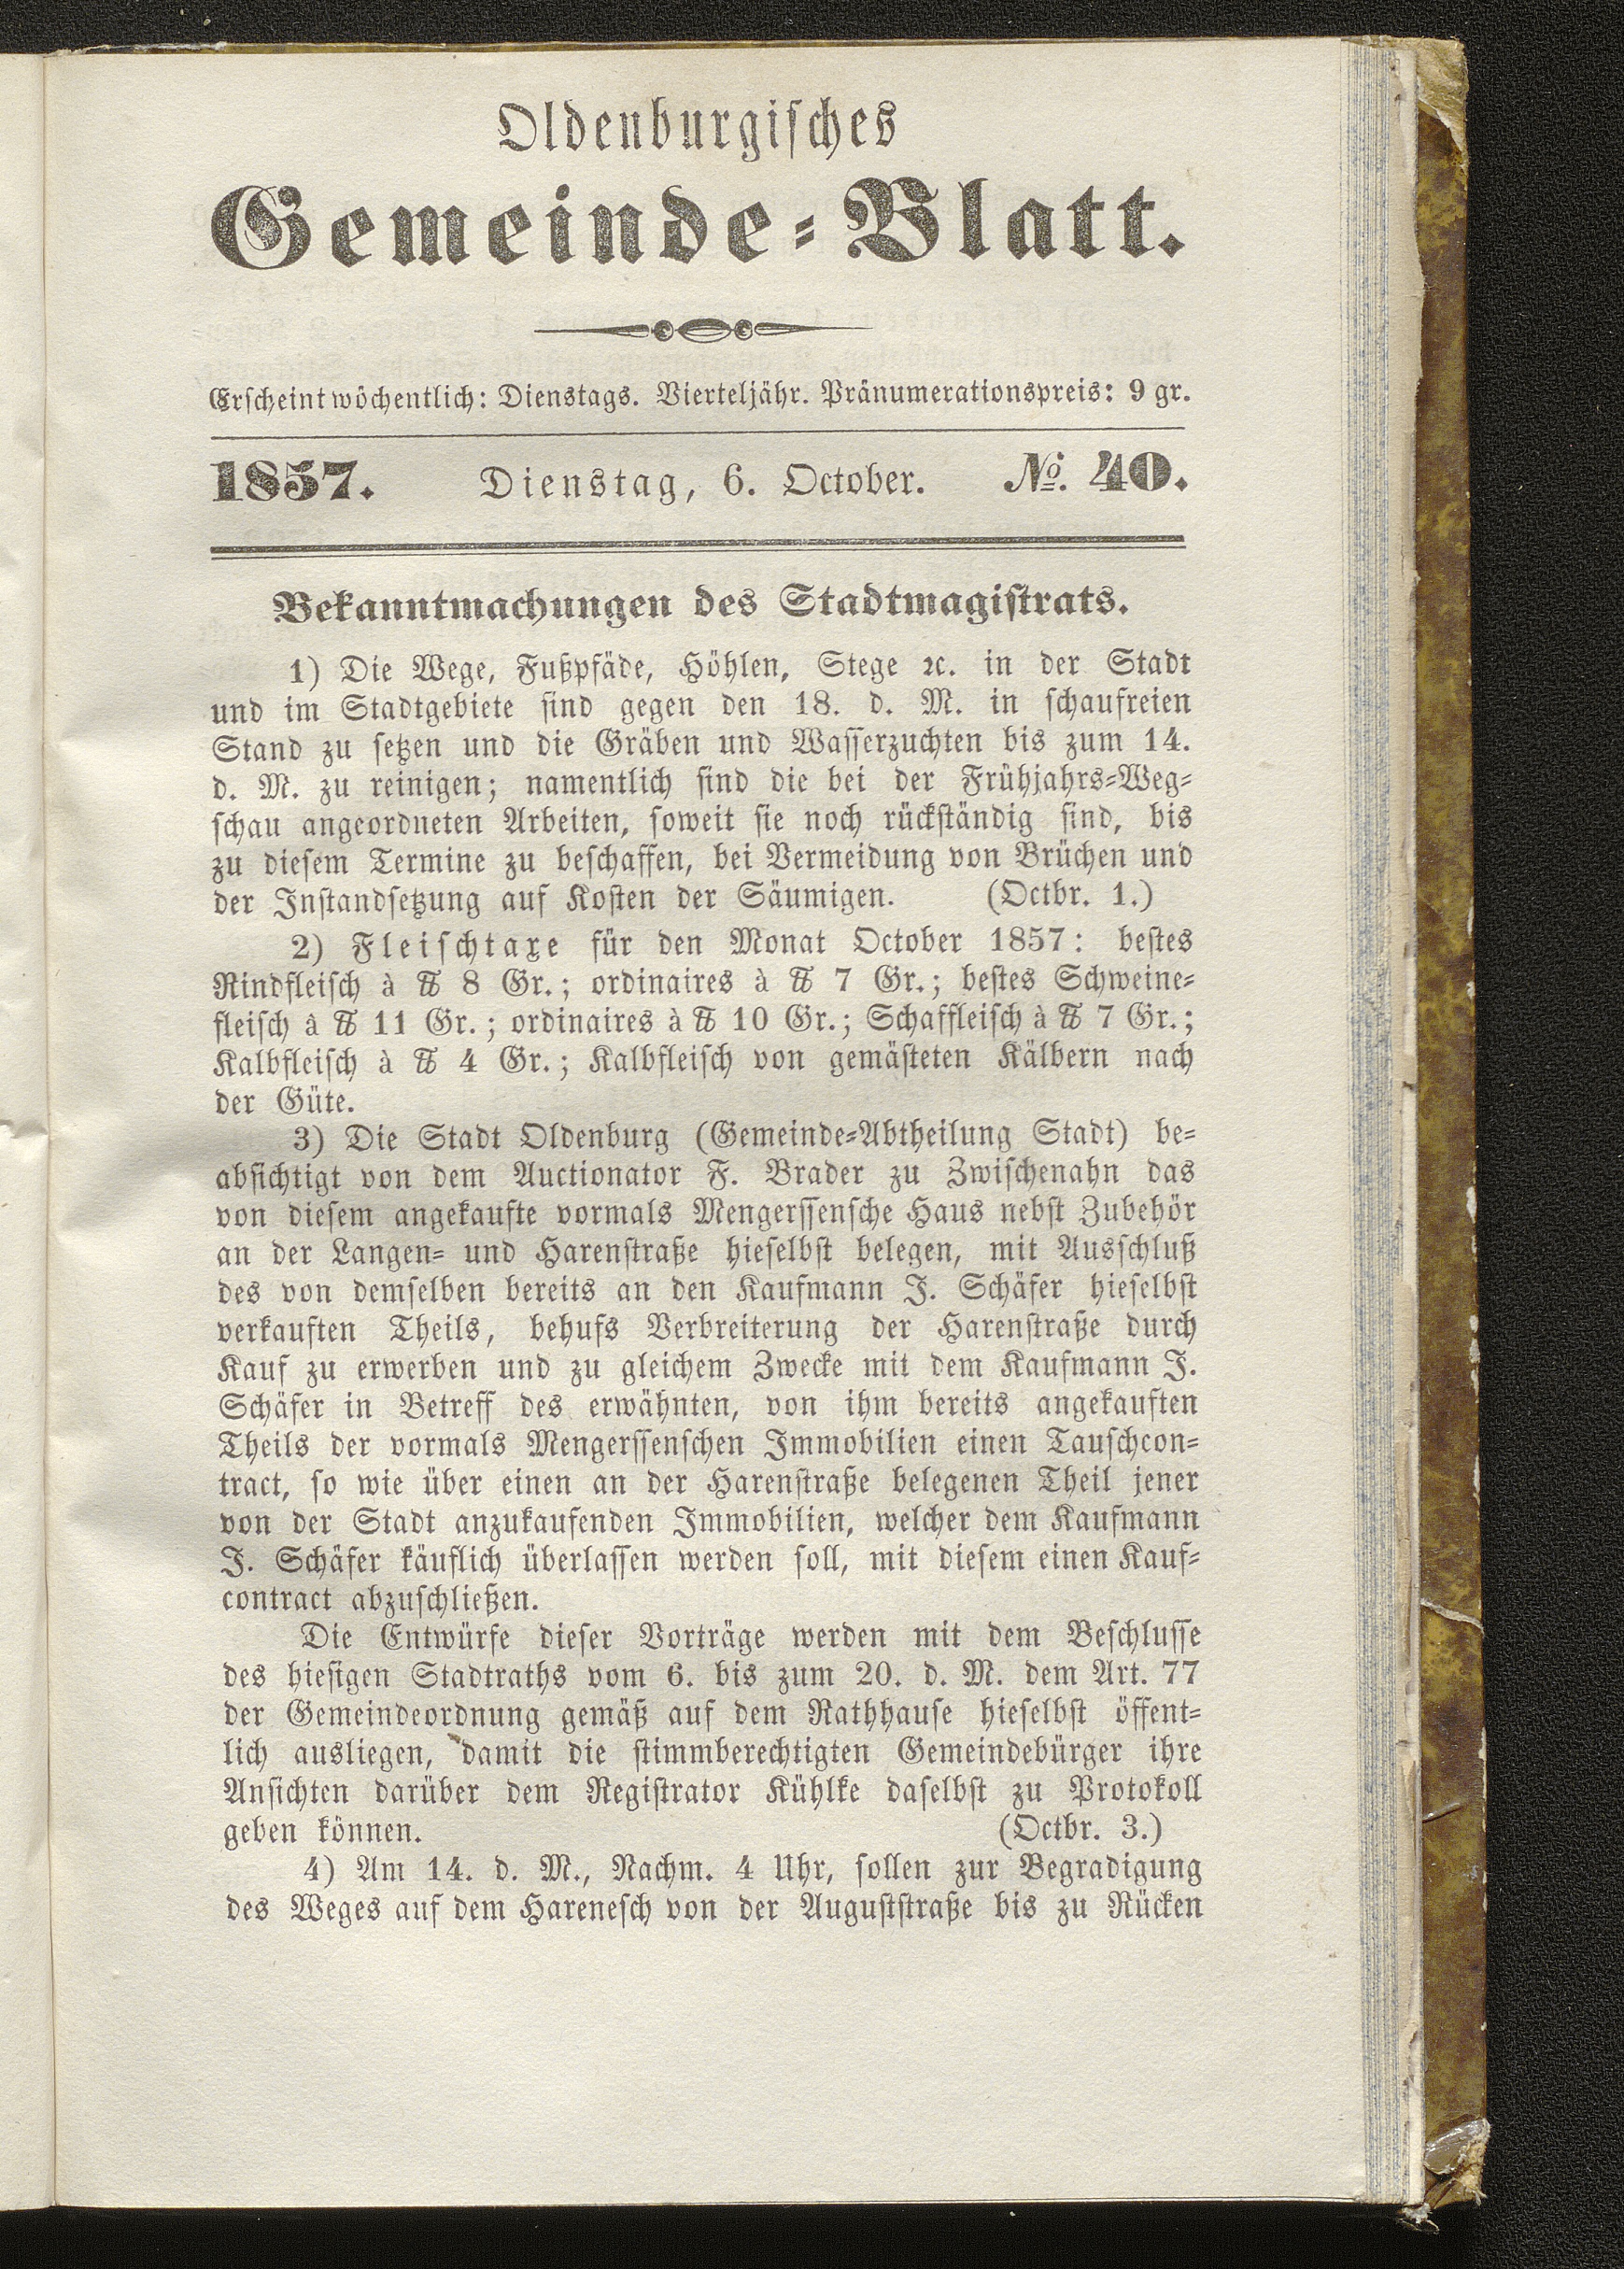 Oldenburgisches
Gemeinde-Blatt.
Erscheint wöchentlich: Dienstags. Vierteljähr. Pränumerationspreis: 9 gr.
1857. Dienstag, 6. October. №. 40.
Bekanntmachungen des Stadtmagistrats.
1) Die Wege, Fußpfäde, Höhlen, Stege ꝛc. in der Stadt
und im Stadtgebiete sind gegen den 18. d. M. in schaufreien
Stand zu setzen und die Gräben und Wasserzuchten bis zum 14.
d. M. zu reinigen; namentlich sind die bei der Frühjahrs-Weg-
schau angeordneten Arbeiten, soweit sie noch rückständig sind, bis
zu diesem Termine zu beschaffen, bei Vermeidung von Brüchen und
der Instandsetzung auf Kosten der Säumigen. (Octbr. 1.)
2) Fleischtaxe für den Monat October 1857: bestes
Rindfleisch à ℔ 8 Gr.; ordinaires à ℔ 7 Gr.; bestes Schweine-
fleisch à ℔ 11 Gr.; ordinaires à ℔ 10 Gr.; Schaffleisch à ℔ 7 Gr.;
Kalbfleisch à ℔ 4 Gr.; Kalbfleisch von gemästeten Kälbern nach
der Güte.
3) Die Stadt Oldenburg (Gemeinde-Abtheilung Stadt) be-
absichtigt von dem Auctionator F. Brader zu Zwischenahn das
von diesem angekaufte vormals Mengerssensche Haus nebst Zubehör
an der Langen- und Harenstraße hieselbst belegen, mit Ausschluß
des von demselben bereits an den Kaufmann J. Schäfer hieselbst
verkauften Theils, behufs Verbreiterung der Harenstraße durch
Kauf zu erwerben und zu gleichem Zwecke mit dem Kaufmann J.
Schäfer in Betreff des erwähnten, von ihm bereits angekauften
Theils der vormals Mengerssenschen Immobilien einen Tauschcon-
tract, so wie über einen an der Harenstraße belegenen Theil jener
von der Stadt anzukaufenden Immobilien, welcher dem Kaufmann
J. Schäfer käuflich überlassen werden soll, mit diesem einen Kauf-
contract abzuschließen.
Die Entwürfe dieser Vorträge werden mit dem Beschlusse
des hiesigen Stadtraths vom 6. bis zum 20. d. M. dem Art. 77
der Gemeindeordnung gemäß auf dem Rathhause hieselbst öffent-
lich ausliegen, damit die stimmberechtigten Gemeindebürger ihre
Ansichten darüber dem Registrator Kühlke daselbst zu Protokoll
geben können. (Octbr. 3.)
4) Am 14. d. M., Nachm. 4 Uhr, sollen zur Begradigung
des Weges auf dem Harenesch von der Auguststraße bis zu Rücken